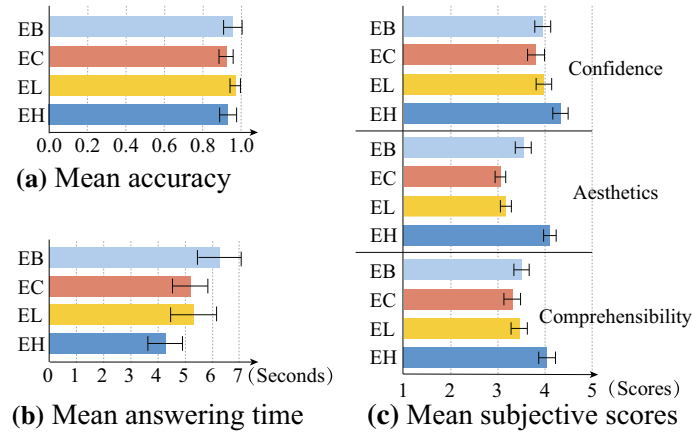 EB
EC
EL
EH
0.0 0.2 0.4 0.6 0.8 1.0
(a) Mean accuracy
EB
EC
EL
EH
0 1 2 3 4 5 6 7 (Seconds)
(b) Mean answering time
EB
EC
EL
EH
Confidence
EB
EC
EL
EH
Aesthetics
EB
EC
EL
EH
Comprehensibility
1 2 3 4 5 (Scores)
(c) Mean subjective scores